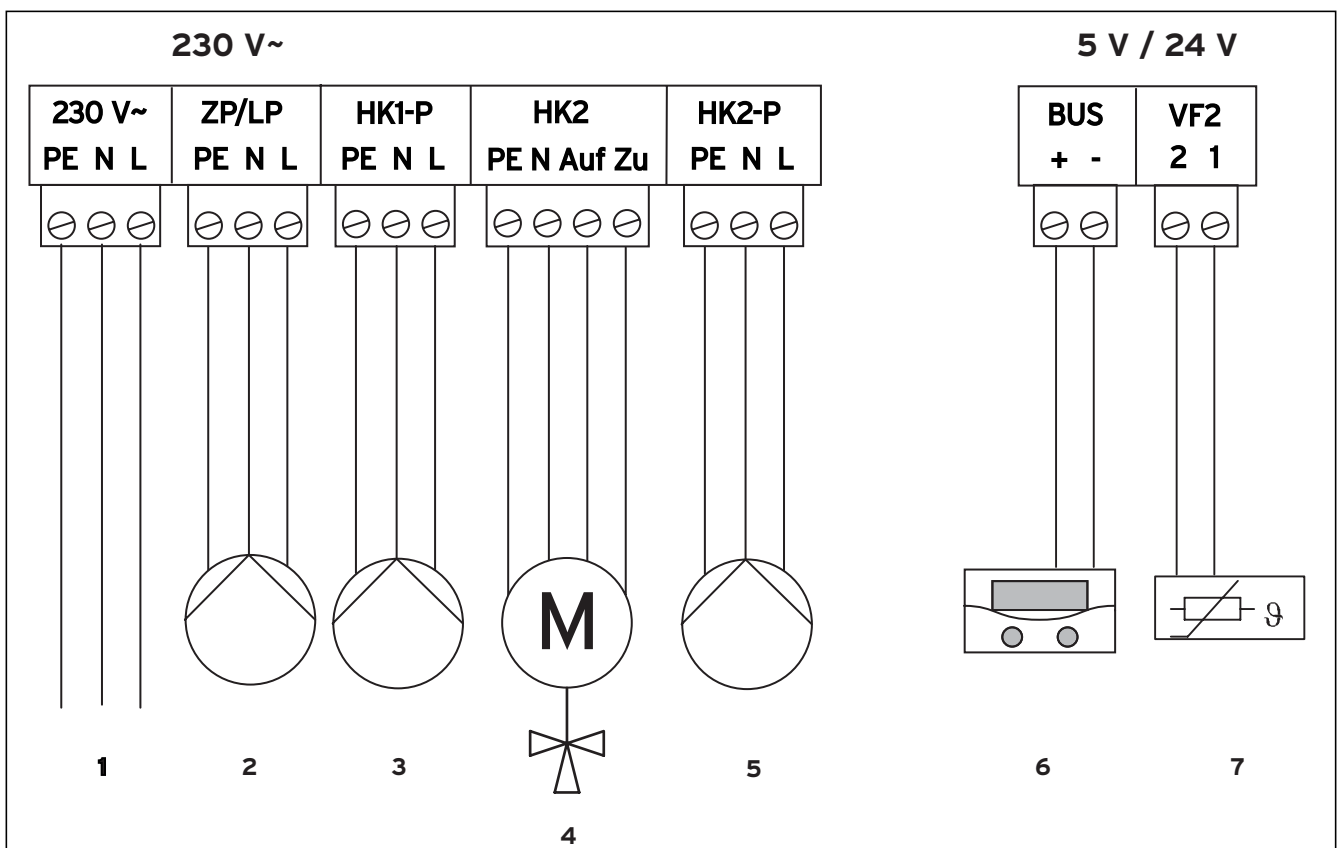 230 V~
5 V / 24 V
230 V~ ZP/LP HK1-P HK2 HK2-P
PE N L PE N L PE N L PE N Auf Zu PE N L
BUS VF2
+ - 2 1
M
ϑ
1 2 3 5 6 7
4